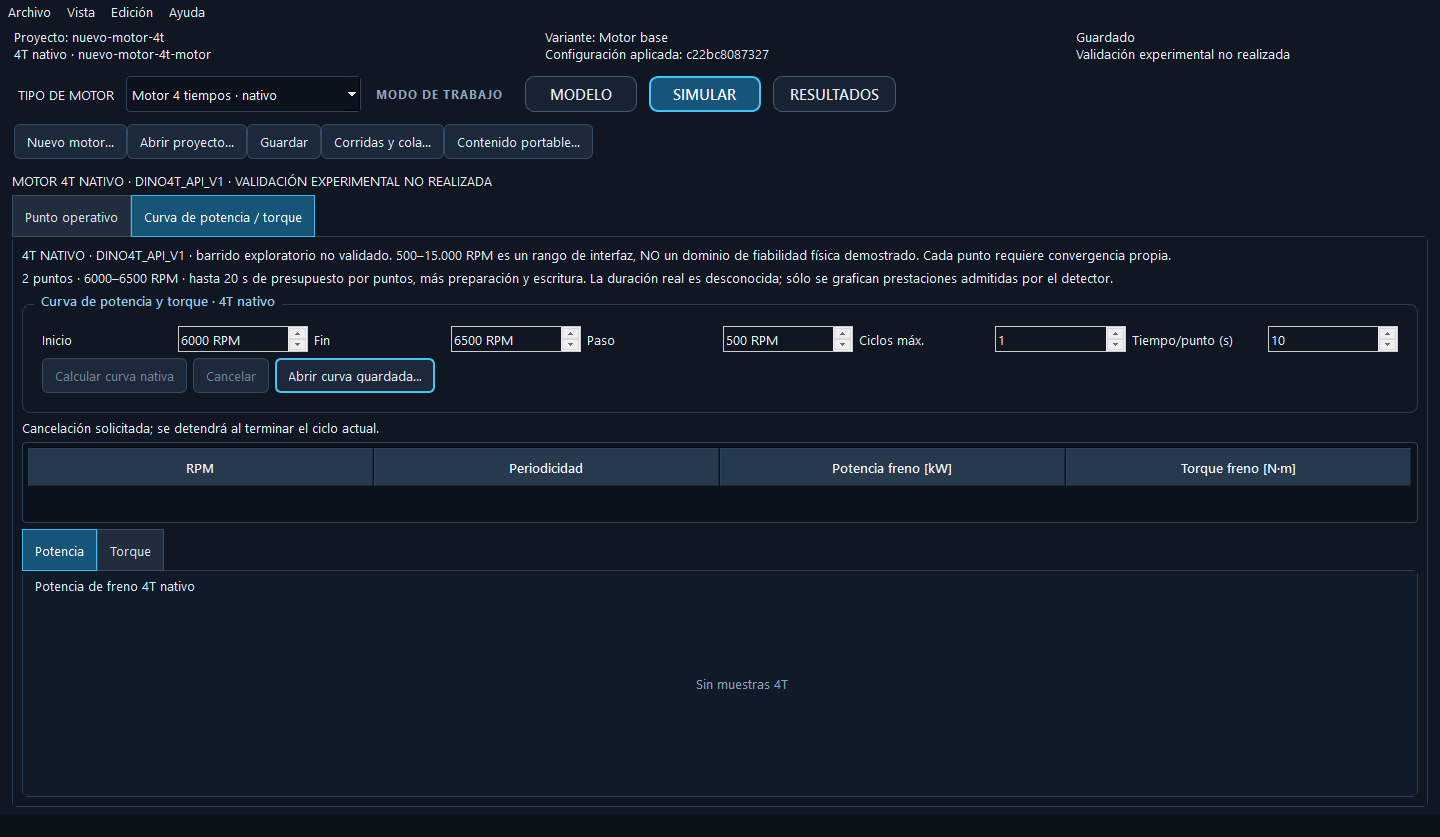 Archivo Vista Edición Ayuda
Proyecto: nuevo-motor-4t Variante: Motor base Guardado
4T nativo · nuevo-motor-4t-motor Configuración aplicada: c22bc8087327 Validación experimental no realizada
TIPO DE MOTOR Motor 4 tiempos · nativo MODO DE TRABAJO MODELO SIMULAR RESULTADOS
Nuevo motor... Abrir proyecto... Guardar Corridas y cola... Contenido portable...
MOTOR 4T NATIVO · DINO4T_API_V1 · VALIDACIÓN EXPERIMENTAL NO REALIZADA
Punto operativo Curva de potencia / torque
4T NATIVO · DINO4T_API_V1 · barrido exploratorio no validado. 500–15.000 RPM es un rango de interfaz, NO un dominio de fiabilidad física demostrado. Cada punto requiere convergencia propia.
2 puntos · 6000–6500 RPM · hasta 20 s de presupuesto por puntos, más preparación y escritura. La duración real es desconocida; sólo se grafican prestaciones admitidas por el detector.
Curva de potencia y torque · 4T nativo
Inicio 6000 RPM Fin 6500 RPM Paso 500 RPM Ciclos máx. 1 Tiempo/punto (s) 10
Calcular curva nativa Cancelar Abrir curva guardada...
Cancelación solicitada; se detendrá al terminar el ciclo actual.
RPM Periodicidad Potencia freno [kW] Torque freno [N·m]
Potencia Torque
Potencia de freno 4T nativo
Sin muestras 4T